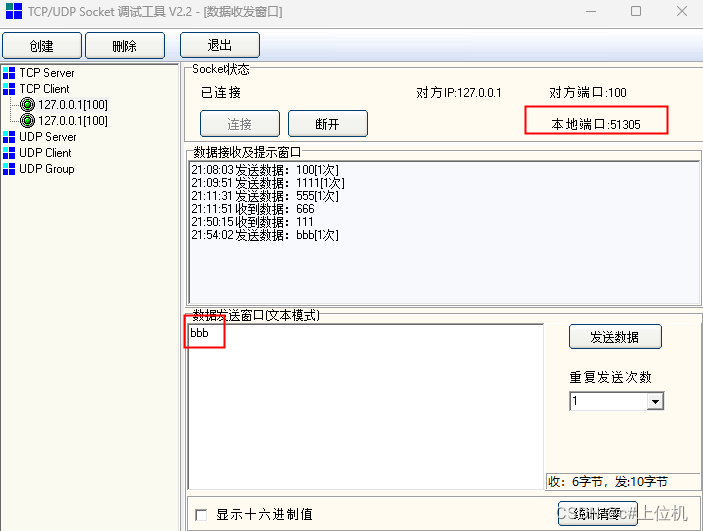 TCP/UDP Socket 调试工具 V2.2 - [数据收发窗口]
创建 删除 退出
TCP Server
TCP Client
127.0.0.1[100]
127.0.0.1[100]
UDP Server
UDP Client
UDP Group
Socket状态
已连接 对方IP:127.0.0.1 对方端口:100
连接 断开 本地端口:51305
数据接收及提示窗口
21:08:03 发送数据：100[1次]
21:09:51 发送数据：1111[1次]
21:11:31 发送数据：555[1次]
21:11:51 收到数据：666
21:50:15 收到数据：111
21:54:02 发送数据：bbb[1次]
数据发送窗口(文本模式)
bbb
发送数据
重复发送次数
1
收：6字节，发:10字节
显示十六进制值 统计清零
CSDN @c#上位机